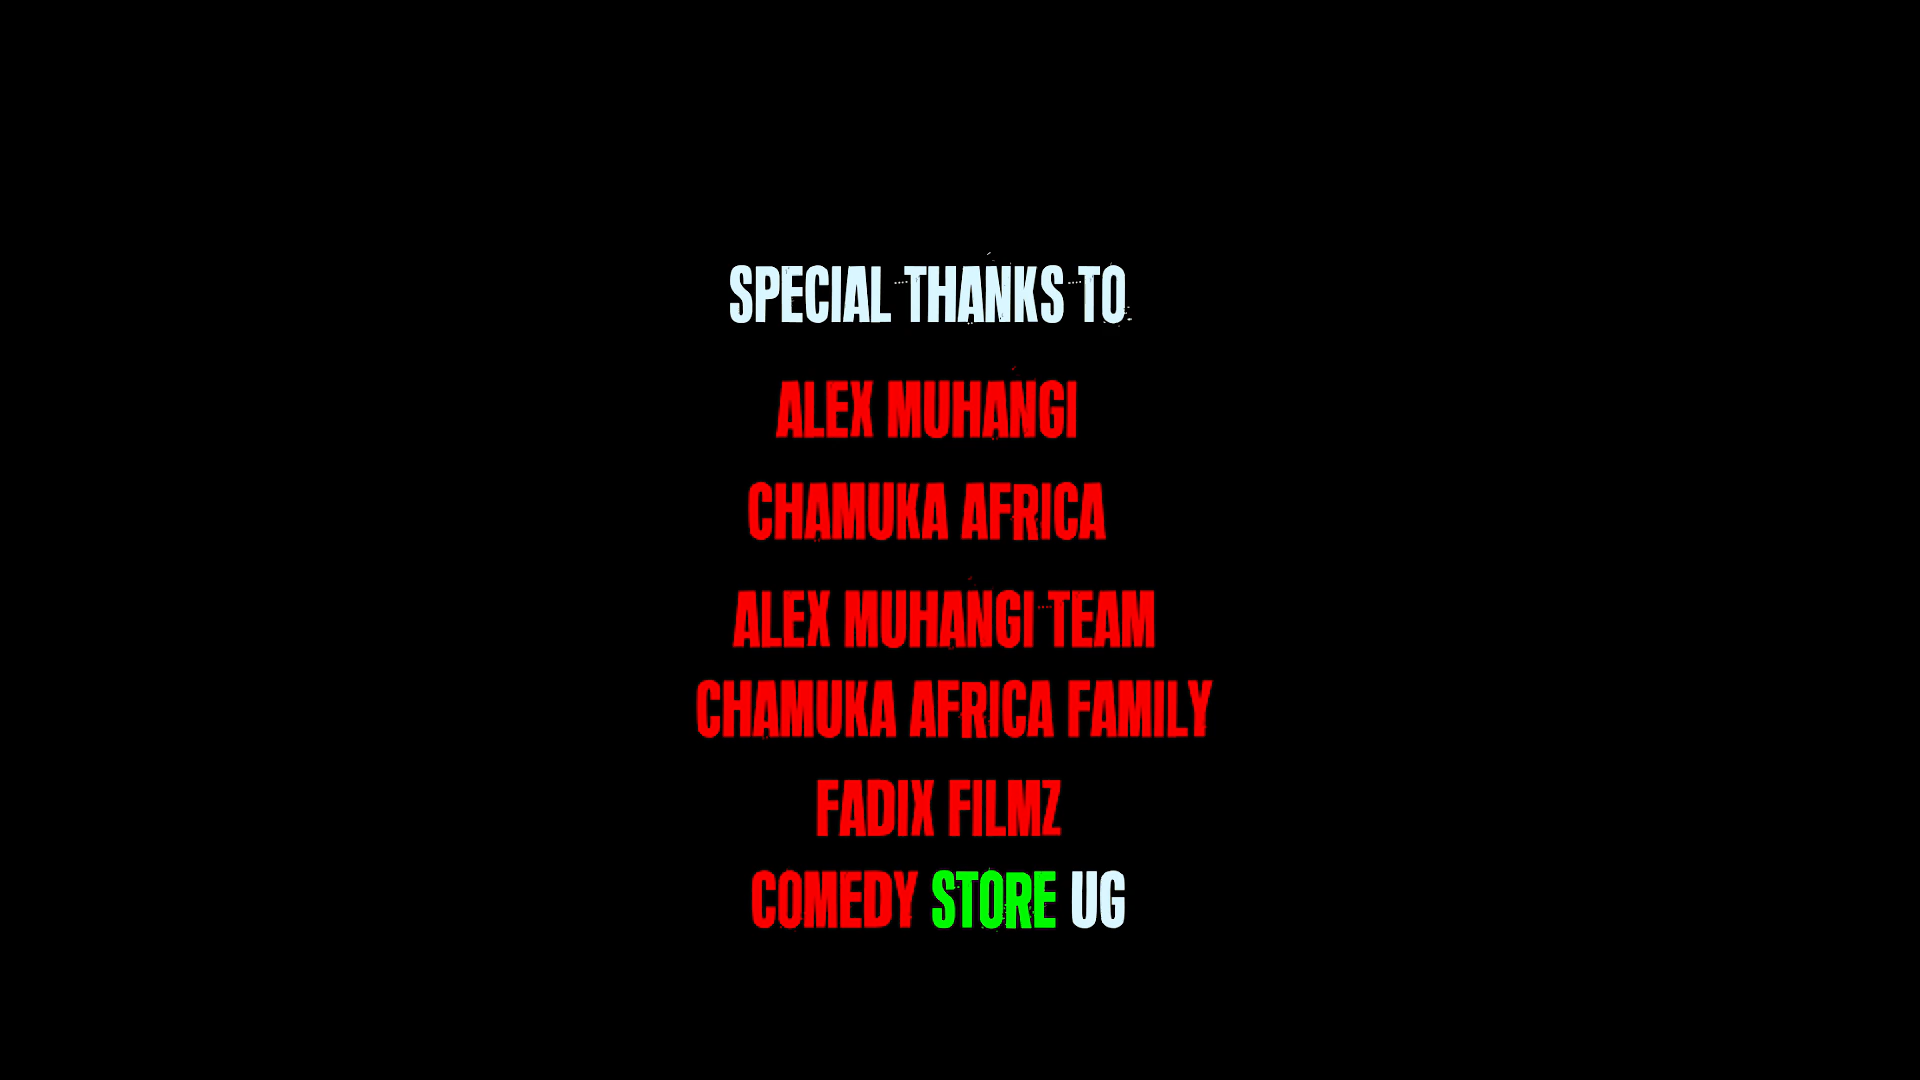 SPECIAL THANKS TO
ALEX MUHANGI
CHAMUKA AFRICA
ALEX MUHANGI TEAM
CHAMUKA AFRICA FAMILY
FADIX FILMZ
COMEDY STORE UG